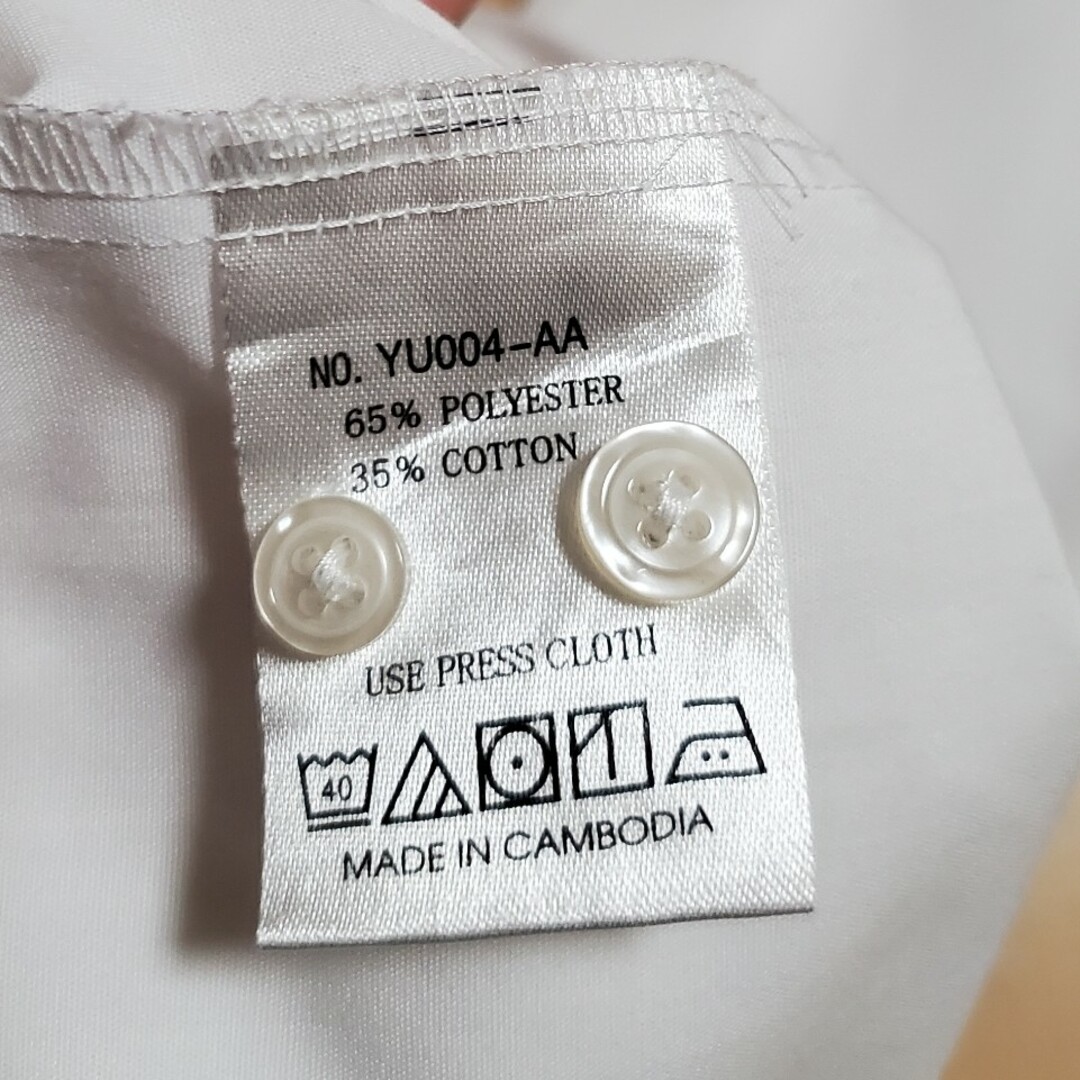 NO. YU004-AA
65% POLYESTER
35% COTTON
USE PRESS CLOTH
40
MADE IN CAMBODIA